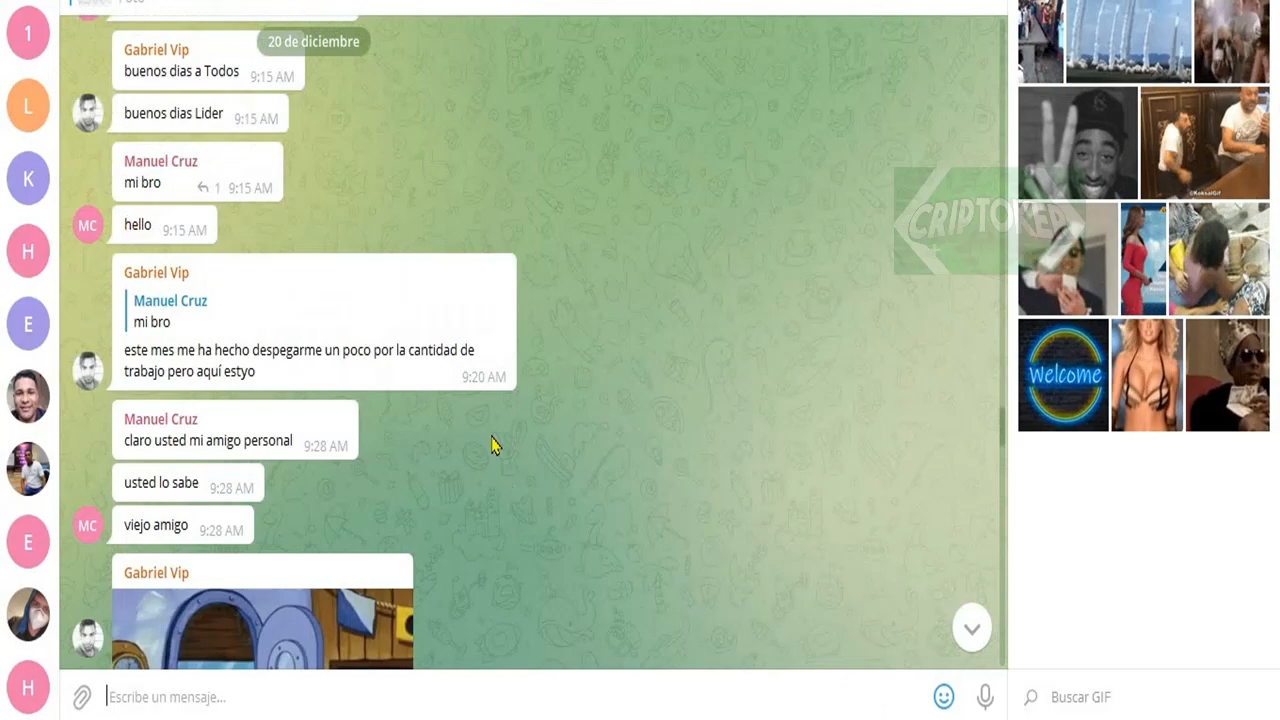 20 de diciembre
Gabriel Vip
buenos dias a Todos 9:15 AM
buenos dias Lider 9:15 AM
Manuel Cruz
mi bro 1 9:15 AM
MC
hello 9:15 AM
Gabriel Vip
Manuel Cruz
mi bro
este mes me ha hecho despegarme un poco por la cantidad de
trabajo pero aquí estyo 9:20 AM
Manuel Cruz
claro usted mi amigo personal 9:28 AM
usted lo sabe 9:28 AM
MC
viejo amigo 9:28 AM
Gabriel Vip
Escribe un mensaje...
1
L
K
H
E
E
H
CRIPTOKEP
Welcome
Buscar GIF